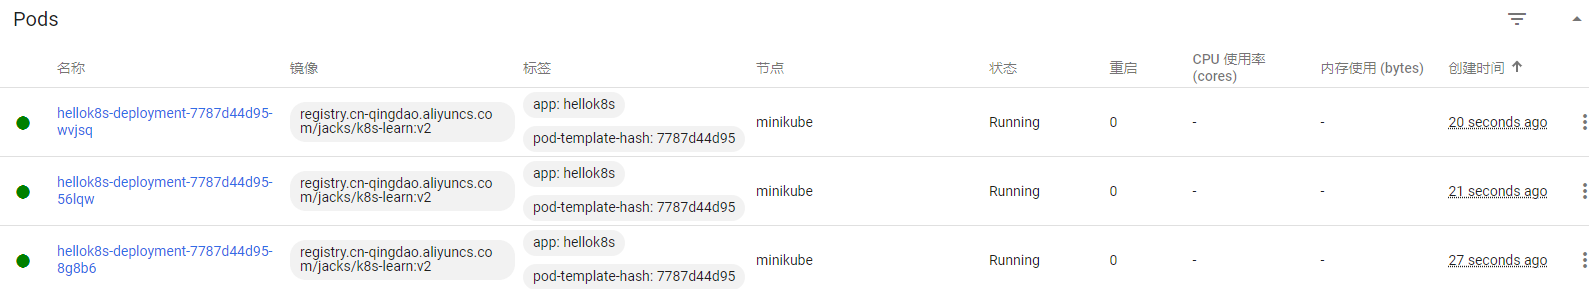 Pods
名称 镜像 标签 节点 状态 重启 CPU 使用率 (cores) 内存使用 (bytes) 创建时间
hellok8s-deployment-7787d44d95-
wvjsq
registry.cn-qingdao.aliyuncs.co
m/jacks/k8s-learn:v2
app: hellok8s
pod-template-hash: 7787d44d95
minikube Running 0 - - 20 seconds ago
hellok8s-deployment-7787d44d95-
56lqw
registry.cn-qingdao.aliyuncs.co
m/jacks/k8s-learn:v2
app: hellok8s
pod-template-hash: 7787d44d95
minikube Running 0 - - 21 seconds ago
hellok8s-deployment-7787d44d95-
8g8b6
registry.cn-qingdao.aliyuncs.co
m/jacks/k8s-learn:v2
app: hellok8s
pod-template-hash: 7787d44d95
minikube Running 0 - - 27 seconds ago